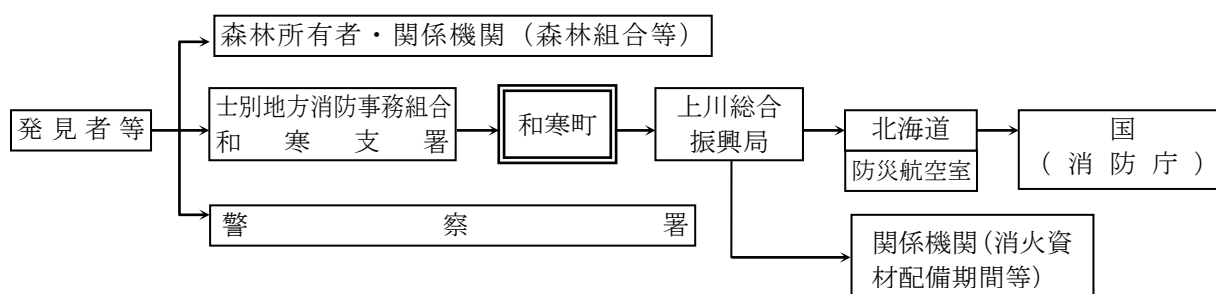 森林所有者・関係機関（森林組合等）
発見者等
士別地方消防事務組合
和寒支署
和寒町
上川総合
振興局
北海道
防災航空室
国
（消防庁）
警察署
関係機関（消火資
材配備期間等）